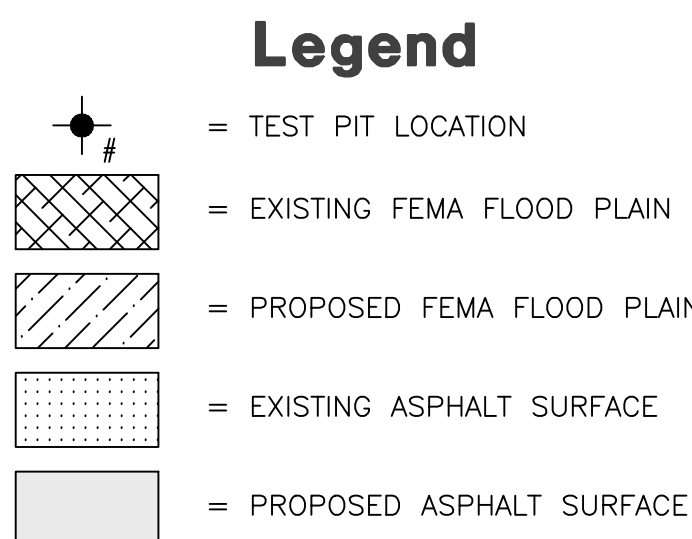 Legend
#
= TEST PIT LOCATION
= EXISTING FEMA FLOOD PLAIN
= PROPOSED FEMA FLOOD PLAIN
= EXISTING ASPHALT SURFACE
= PROPOSED ASPHALT SURFACE